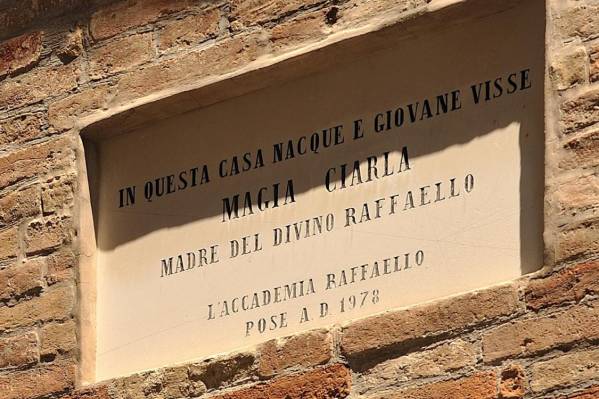 IN QUESTA CASA NACQUE E GIOVANE VISSE
MAGIA CIARLA
MADRE DEL DIVINO RAFFAELLO
L'ACCADEMIA RAFFAELLO
POSE A.D. 1978